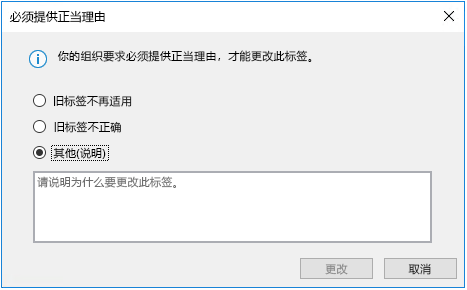 必须提供正当理由
你的组织要求必须提供正当理由，才能更改此标签。
旧标签不再适用
旧标签不正确
其他(说明)
请说明为什么要更改此标签。
更改 取消